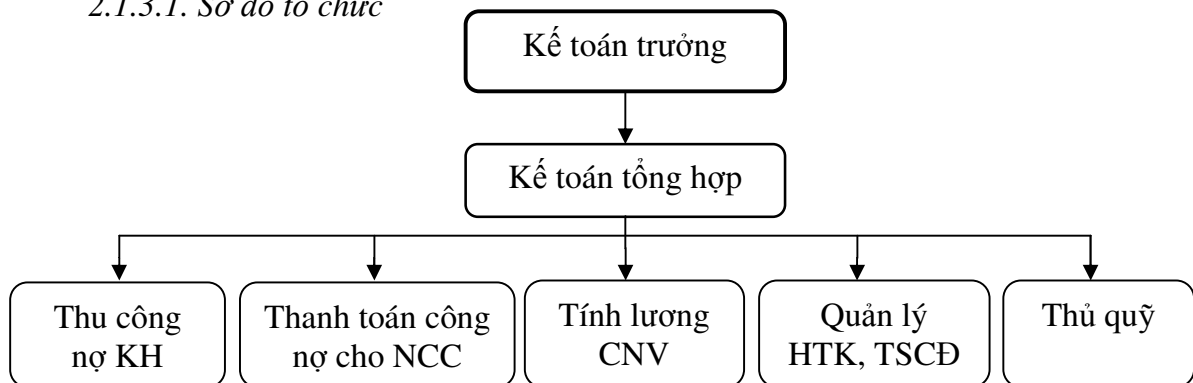 2.1.3.1. Sơ đồ tổ chức
Kế toán trưởng
Kế toán tổng hợp
Thu công
nợ KH
Thanh toán công
nợ cho NCC
Tính lương
CNV
Quản lý
HTK, TSCĐ
Thủ quỹ